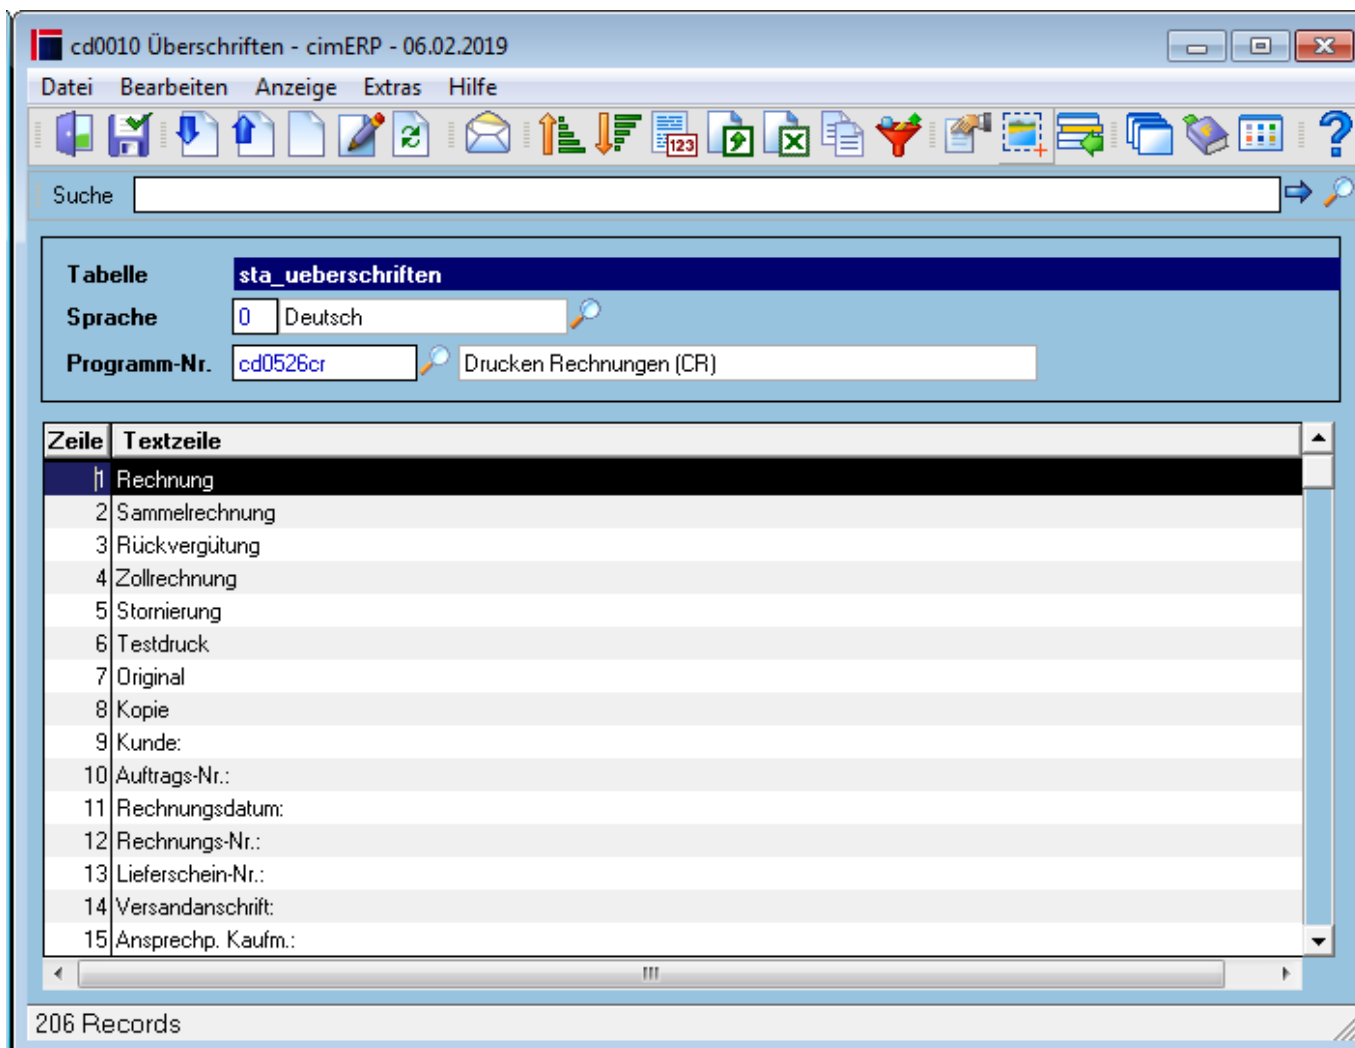 cd0010 Überschriften - cimERP - 06.02.2019
Datei Bearbeiten Anzeige Extras Hilfe
123
Suche
Tabelle sta_ueberschriften
Sprache 0 Deutsch
Programm-Nr. cd0526cr Drucken Rechnungen (CR)
Zeile Textzeile
1 Rechnung
2 Sammelrechnung
3 Rückvergütung
4 Zollrechnung
5 Stornierung
6 Testdruck
7 Original
8 Kopie
9 Kunde:
10 Auftrags-Nr.:
11 Rechnungsdatum:
12 Rechnungs-Nr.:
13 Lieferschein-Nr.:
14 Versandanschrift:
15 Ansprechp. Kaufm.:
206 Records